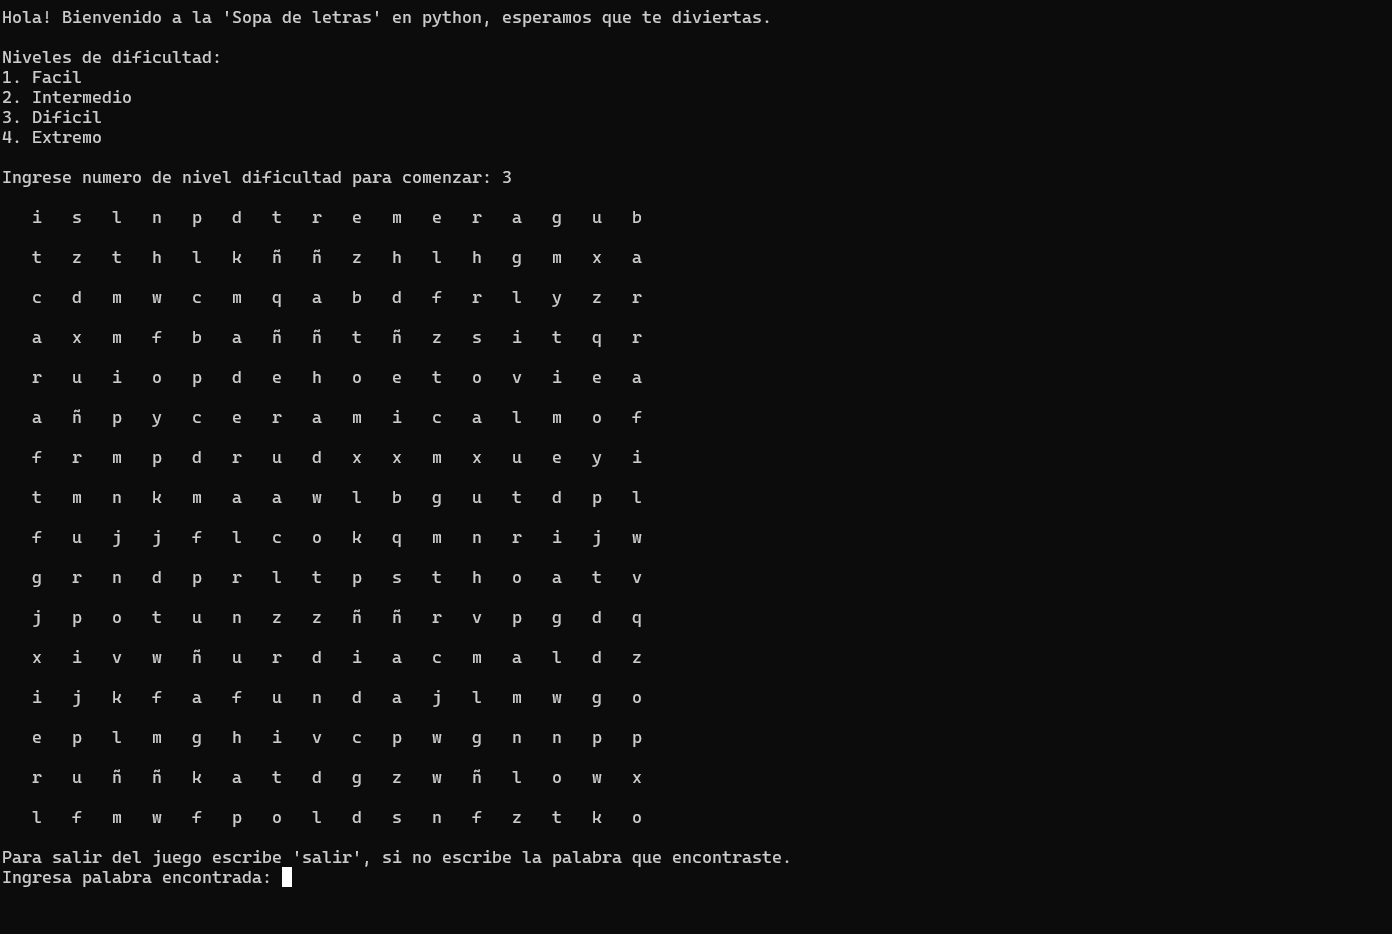 Hola! Bienvenido a la 'Sopa de letras' en python, esperamos que te diviertas.
Niveles de dificultad:
1. Facil
2. Intermedio
3. Dificil
4. Extremo
Ingrese numero de nivel dificultad para comenzar: 3
i s l n p d t r e m e r a g u b
t z t h l k ñ ñ z h l h g m x a
c d m w c m q a b d f r l y z r
a x m f b a ñ ñ t ñ z s i t q r
r u i o p d e h o e t o v i e a
a ñ p y c e r a m i c a l m o f
f r m p d r u d x x m x u e y i
t m n k m a a w l b g u t d p l
f u j j f l c o k q m n r i j w
g r n d p r l t p s t h o a t v
j p o t u n z z ñ ñ r v p g d q
x i v w ñ u r d i a c m a l d z
i j k f a f u n d a j l m w g o
e p l m g h i v c p w g n n p p
r u ñ ñ k a t d g z w ñ l o w x
l f m w f p o l d s n f z t k o
Para salir del juego escribe 'salir', si no escribe la palabra que encontraste.
Ingresa palabra encontrada: